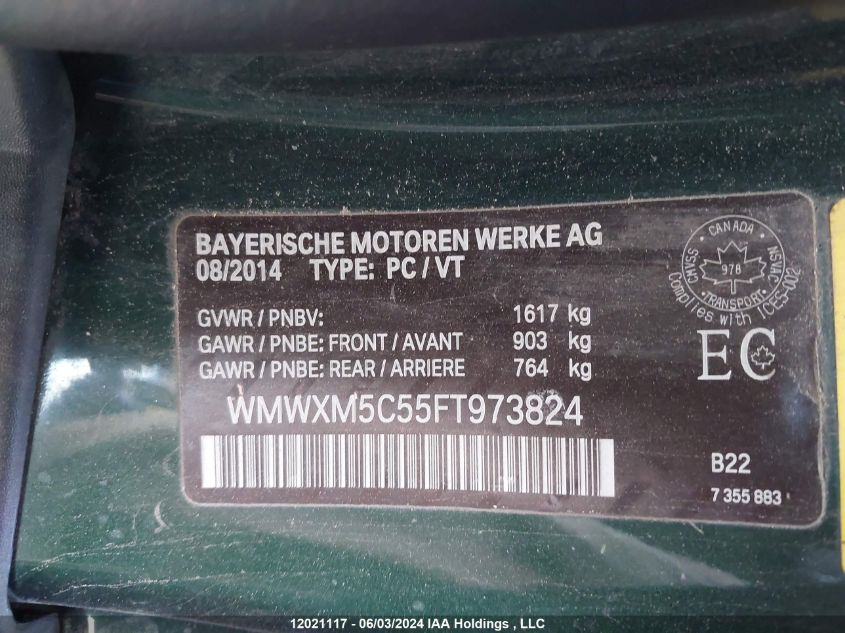 BAYERISCHE MOTOREN WERKE AG
08/2014 TYPE: PC / VT
GVWR / PNBV: 1617 kg
GAWR / PNBE: FRONT / AVANT 903 kg
GAWR / PNBE: REAR / ARRIERE 764 kg
WMWXM5C55FT973824
CANADA
CMVSS
NSVAC
978
TRANSPORT
Complies with ICES-002
EC
B22
7 355 883
12021117 - 06/03/2024 IAA Holdings , LLC